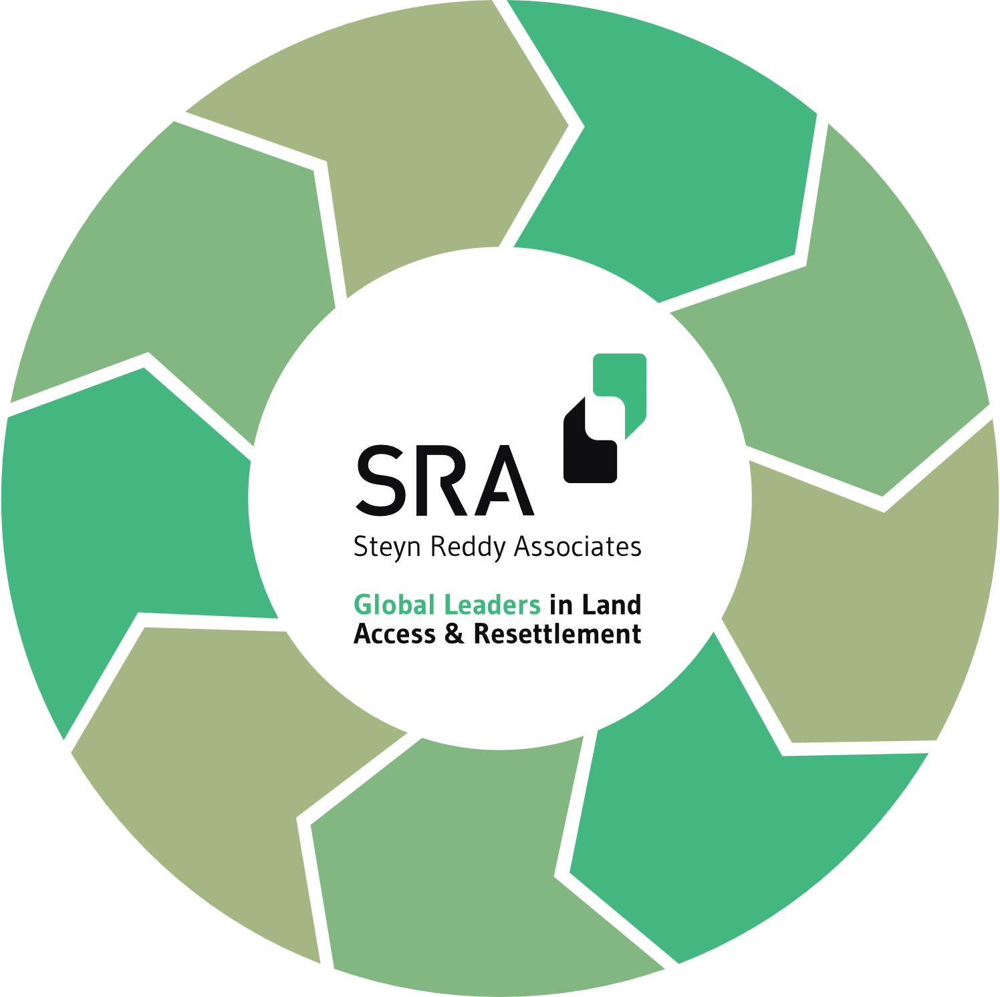 SRA
Steyn Reddy Associates
Global Leaders in Land
Access & Resettlement